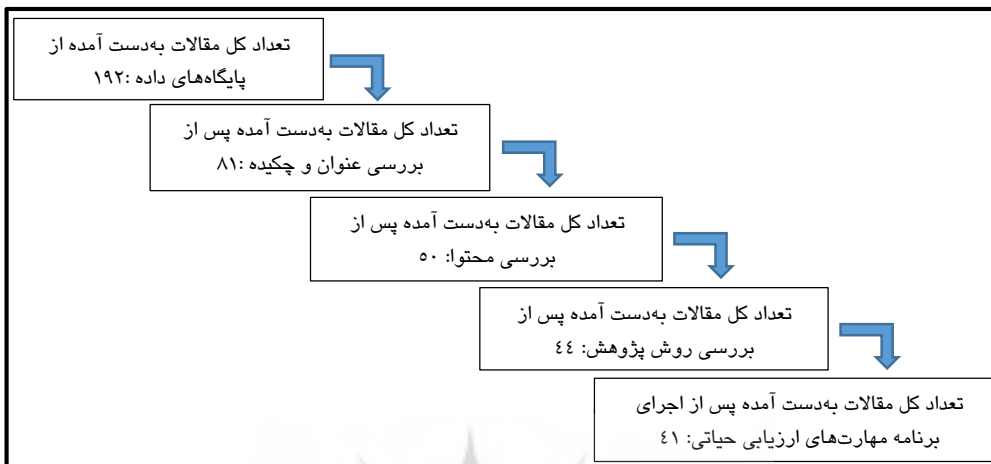 تعداد کل مقالات به‌دست آمده از
پایگاه‌های داده :۱۹۲
تعداد کل مقالات به‌دست آمده پس از
بررسی عنوان و چکیده :۸۱
تعداد کل مقالات به‌دست آمده پس از
بررسی محتوا: ۵۰
تعداد کل مقالات به‌دست آمده پس از
بررسی روش پژوهش: ٤٤
تعداد کل مقالات به‌دست آمده پس از اجرای
برنامه مهارت‌های ارزیابی حیاتی: ٤۱